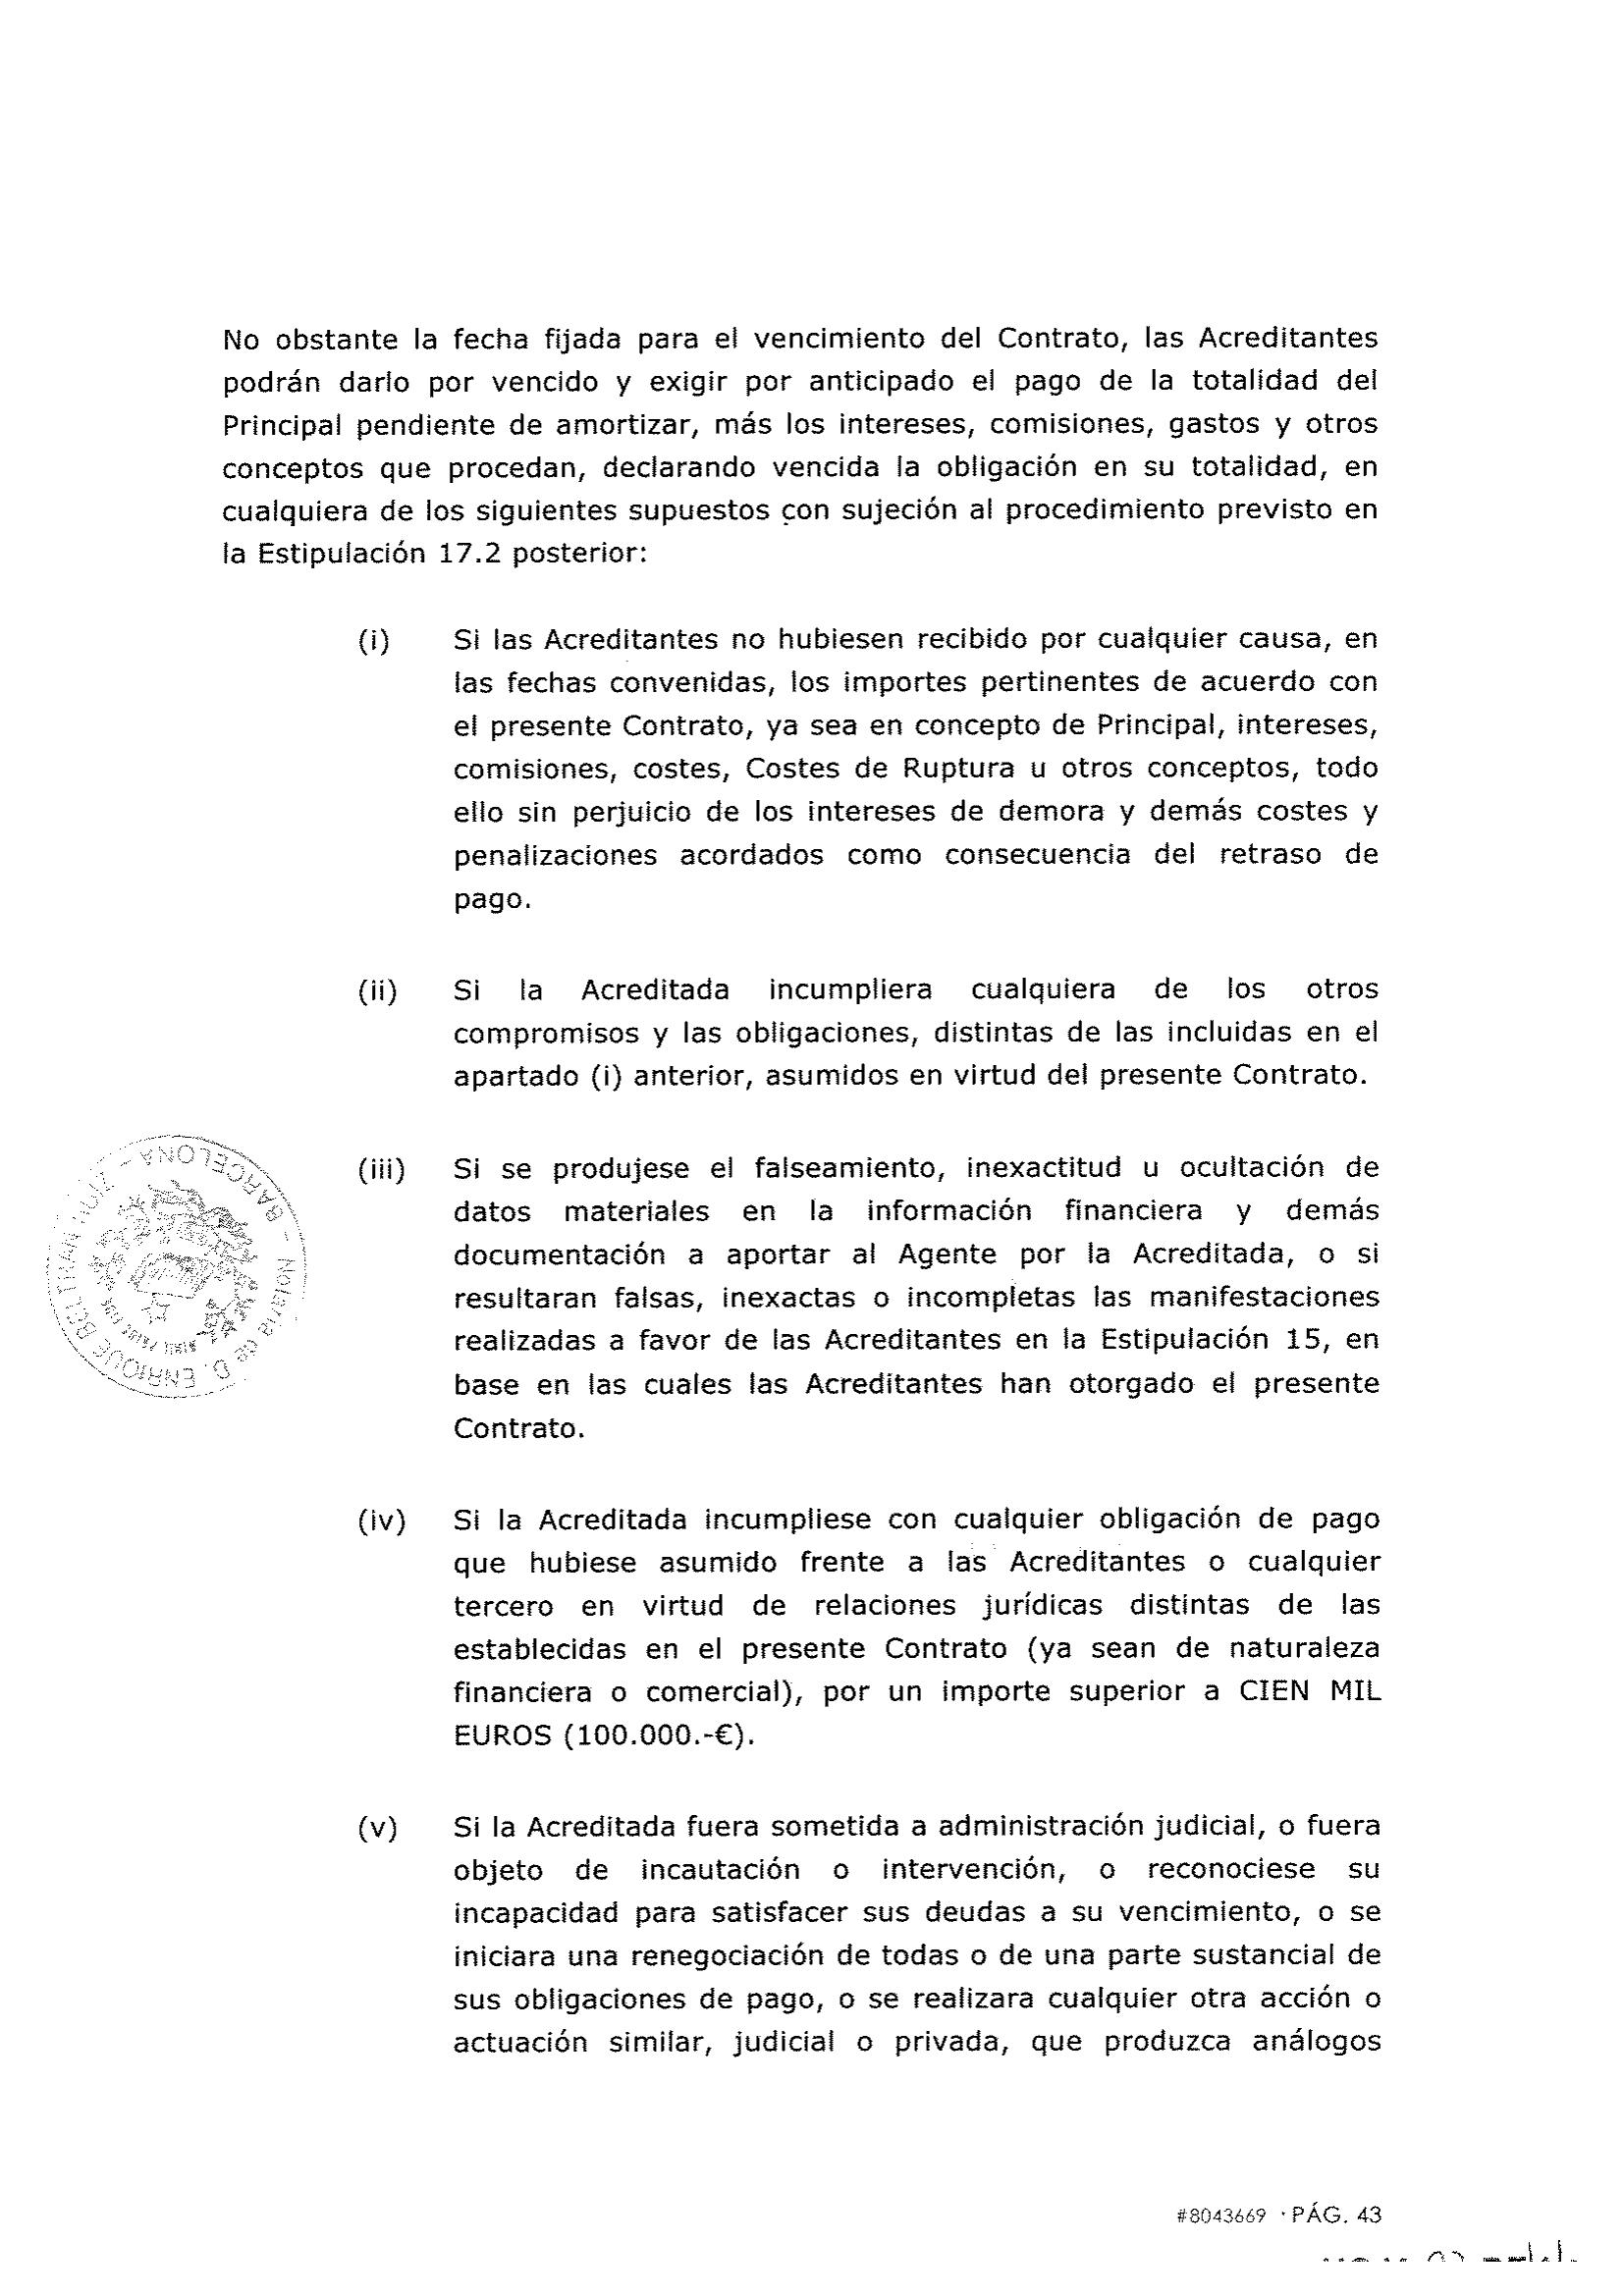 No obstante la fecha fijada para el vencimiento del Contrato, las Acreditantes
podrán darlo por vencido y exigir por anticipado el pago de la totalidad del
Principal pendiente de amortizar, más los intereses, comisiones, gastos y otros
conceptos que procedan, declarando vencida la obligación en su totalidad, en
cualquiera de los siguientes supuestos con sujeción al procedimiento previsto en
la Estipulación 17.2 posterior:
(i) Si las Acreditantes no hubiesen recibido por cualquier causa, en
las fechas convenidas, los importes pertinentes de acuerdo con
el presente Contrato, ya sea en concepto de Principal, intereses,
comisiones, costes, Costes de Ruptura u otros conceptos, todo
ello sin perjuicio de los intereses de demora y demás costes y
penalizaciones acordados como consecuencia del retraso de
pago.
(ii) Si la Acreditada incumpliera cualquiera de los otros
compromisos y las obligaciones, distintas de las incluidas en el
apartado (i) anterior, asumidos en virtud del presente Contrato.
(iii) Si se produjese el falseamiento, inexactitud u ocultación de
datos materiales en la información financiera y demás
documentación a aportar al Agente por la Acreditada, o si
resultaran falsas, inexactas o incompletas las manifestaciones
realizadas a favor de las Acreditantes en la Estipulación 15, en
base en las cuales las Acreditantes han otorgado el presente
Contrato.
(iv) Si la Acreditada incumpliese con cualquier obligación de pago
que hubiese asumido frente a las Acreditantes o cualquier
tercero en virtud de relaciones jurídicas distintas de las
establecidas en el presente Contrato (ya sean de naturaleza
financiera o comercial), por un importe superior a CIEN MIL
EUROS (100.000.-€).
(v) Si la Acreditada fuera sometida a administración judicial, o fuera
objeto de incautación o intervención, o reconociese su
incapacidad para satisfacer sus deudas a su vencimiento, o se
iniciara una renegociación de todas o de una parte sustancial de
sus obligaciones de pago, o se realizara cualquier otra acción o
actuación similar, judicial o privada, que produzca análogos
Notaría de D. ENRIQUE BELTRAN RUIZ - BARCELONA -
#8043669 · PÁG. 43